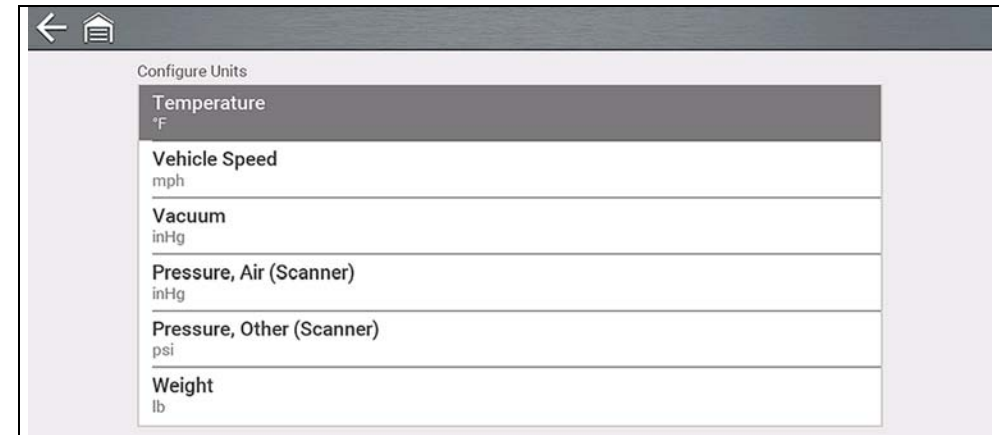 Configure Units
Temperature
°F
Vehicle Speed
mph
Vacuum
inHg
Pressure, Air (Scanner)
inHg
Pressure, Other (Scanner)
psi
Weight
lb